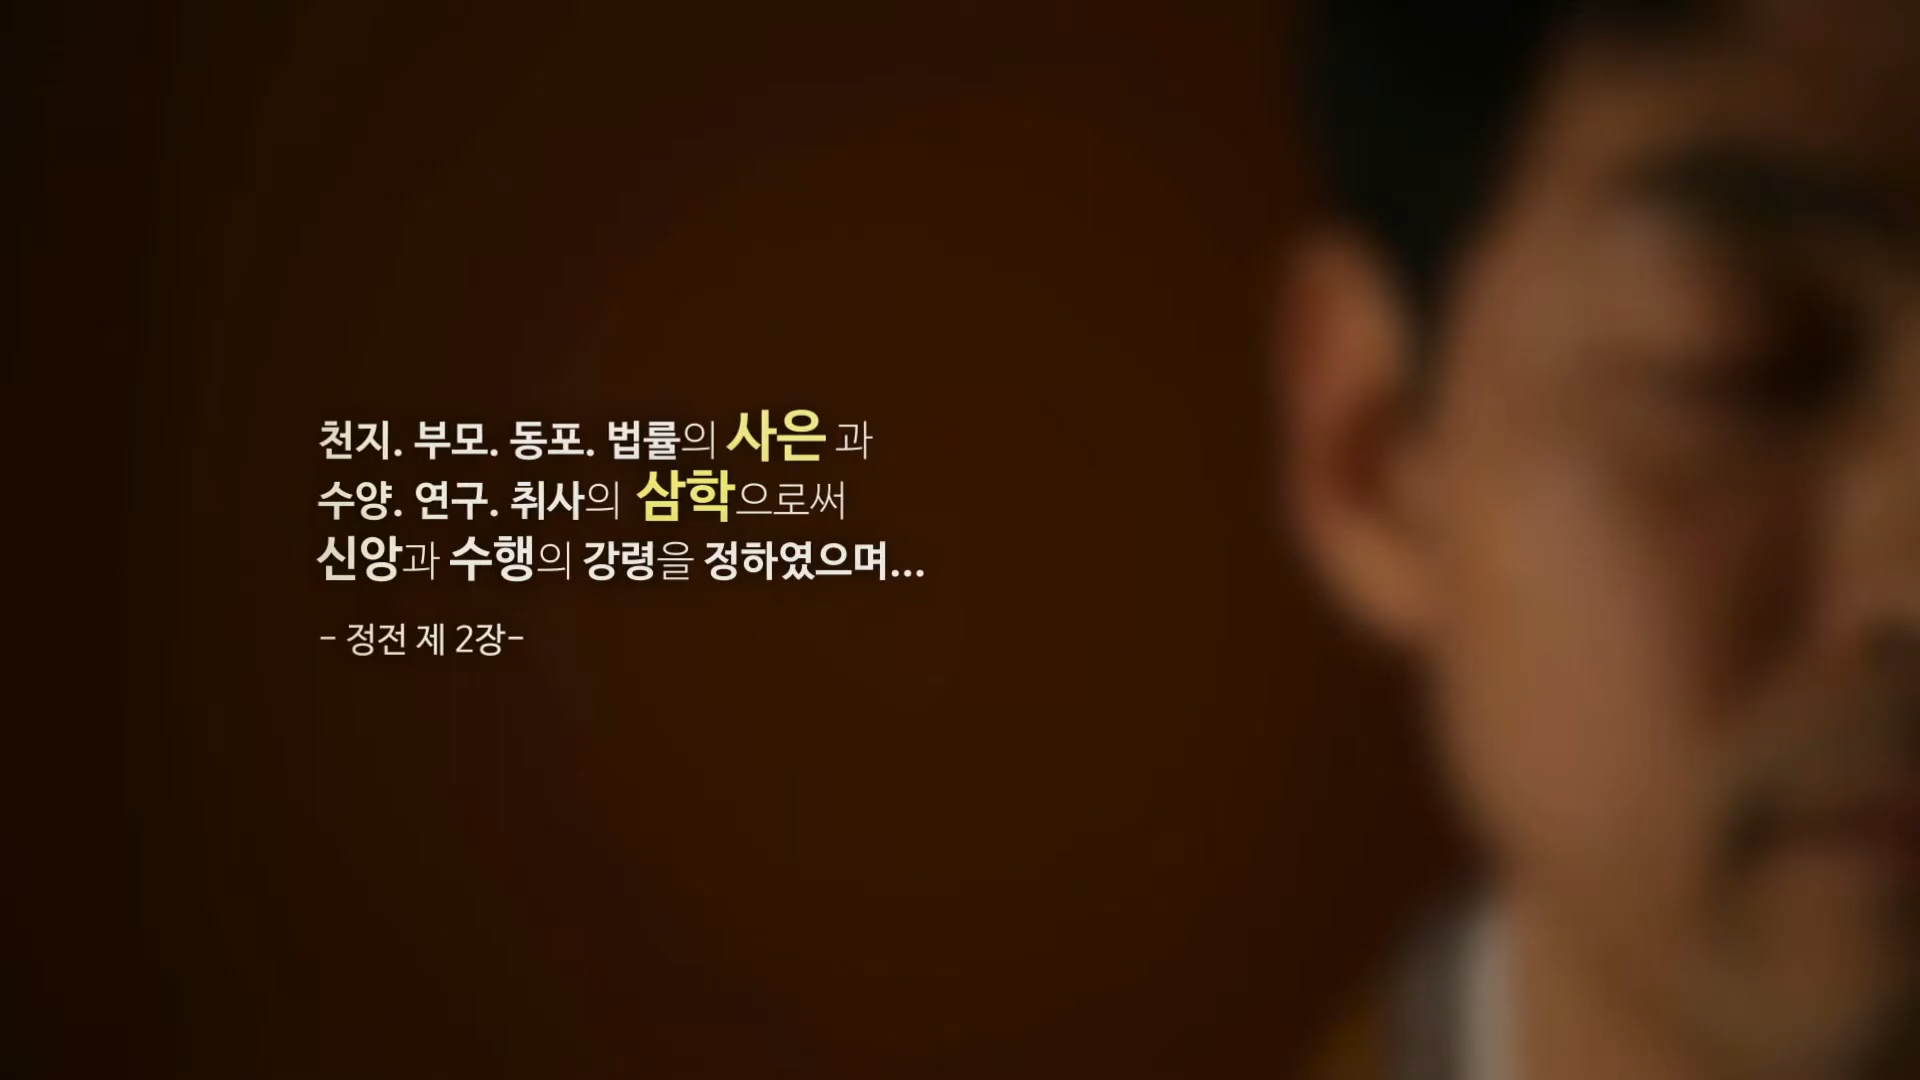 천지. 부모. 동포. 법률의 사은 과
수양. 연구. 취사의 삼학으로써
신앙과 수행의 강령을 정하였으며...
- 정전 제 2장-